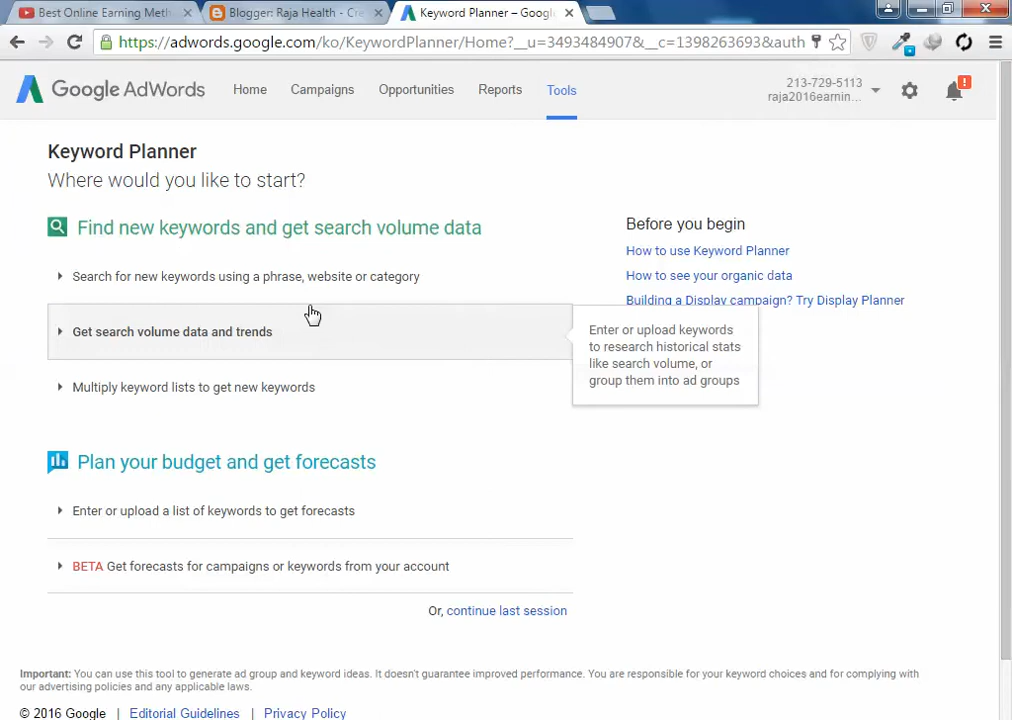 Best Online Earning Meth
Blogger: Raja Health - Cre
Keyword Planner – Googl
https://adwords.google.com/ko/KeywordPlanner/Home?__u=3493484907&__c=1398263693&auth
Google AdWords
Home
Campaigns
Opportunities
Reports
Tools
213-729-5113
raja2016earnin...
!
Keyword Planner
Where would you like to start?
Find new keywords and get search volume data
Search for new keywords using a phrase, website or category
Get search volume data and trends
Multiply keyword lists to get new keywords
Before you begin
How to use Keyword Planner
How to see your organic data
Building a Display campaign? Try Display Planner
Enter or upload keywords
to research historical stats
like search volume, or
group them into ad groups
Plan your budget and get forecasts
Enter or upload a list of keywords to get forecasts
BETA Get forecasts for campaigns or keywords from your account
Or, continue last session
Important: You can use this tool to generate ad group and keyword ideas. It doesn't guarantee improved performance. You are responsible for your keyword choices and for complying with
our advertising policies and any applicable laws.
© 2016 Google | Editorial Guidelines | Privacy Policy